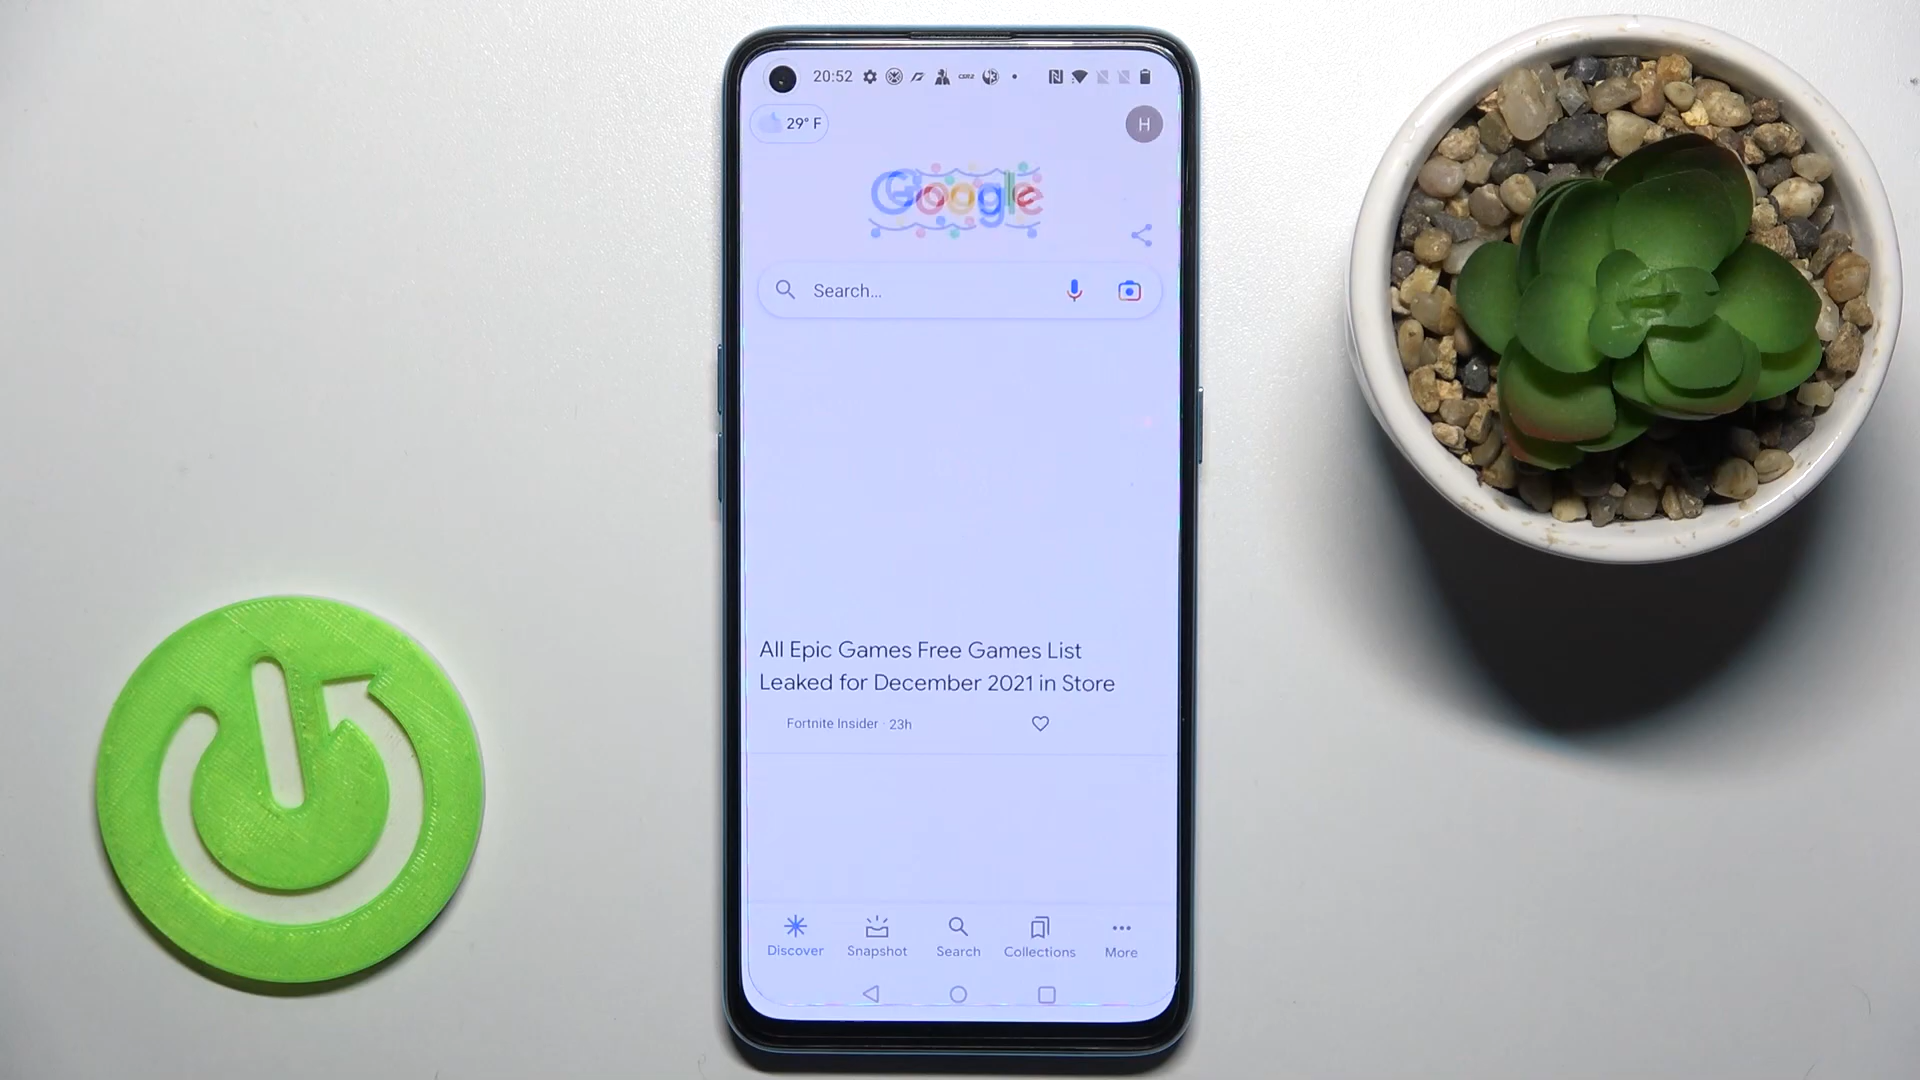 20:52
29° F
H
Google
Search...
All Epic Games Free Games List
Leaked for December 2021 in Store
Fortnite Insider · 23h
Discover
Snapshot
Search
Collections
More